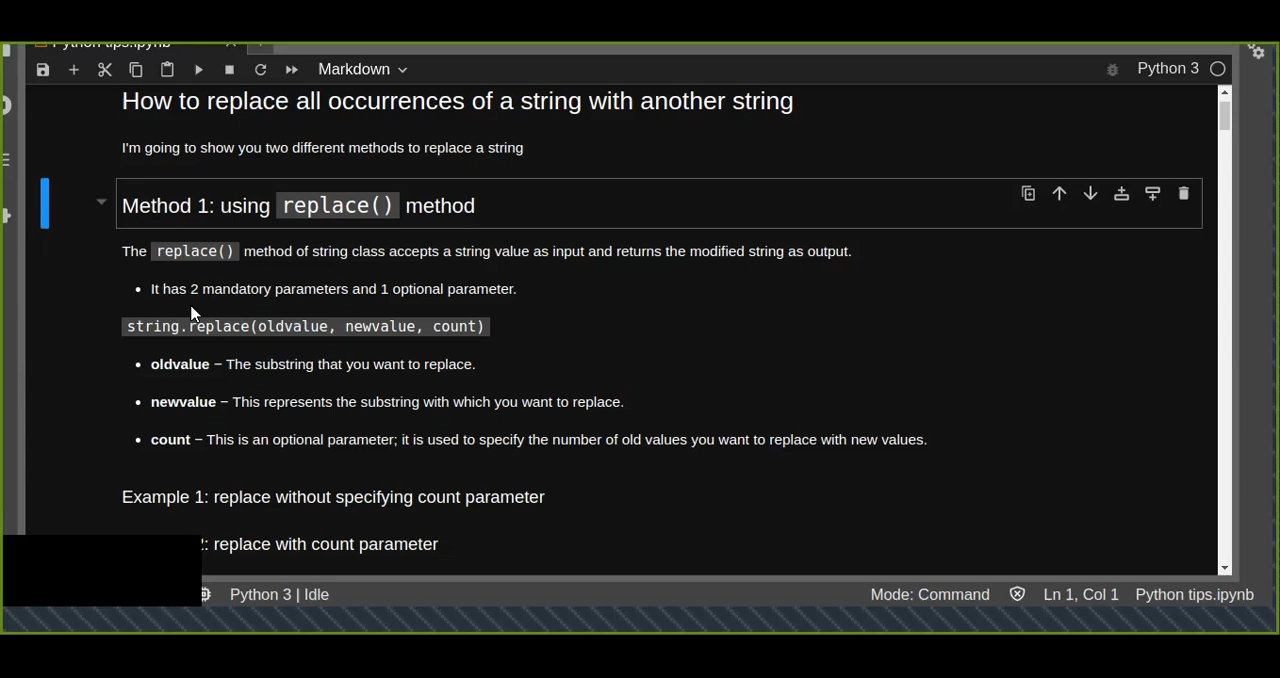 Python tips.ipynb
Markdown
Python 3
How to replace all occurrences of a string with another string
I'm going to show you two different methods to replace a string
Method 1: using replace() method
The replace() method of string class accepts a string value as input and returns the modified string as output.
• It has 2 mandatory parameters and 1 optional parameter.
string.replace(oldvalue, newvalue, count)
• oldvalue − The substring that you want to replace.
• newvalue − This represents the substring with which you want to replace.
• count − This is an optional parameter; it is used to specify the number of old values you want to replace with new values.
Example 1: replace without specifying count parameter
2: replace with count parameter
Python 3 | Idle
Mode: Command
Ln 1, Col 1
Python tips.ipynb